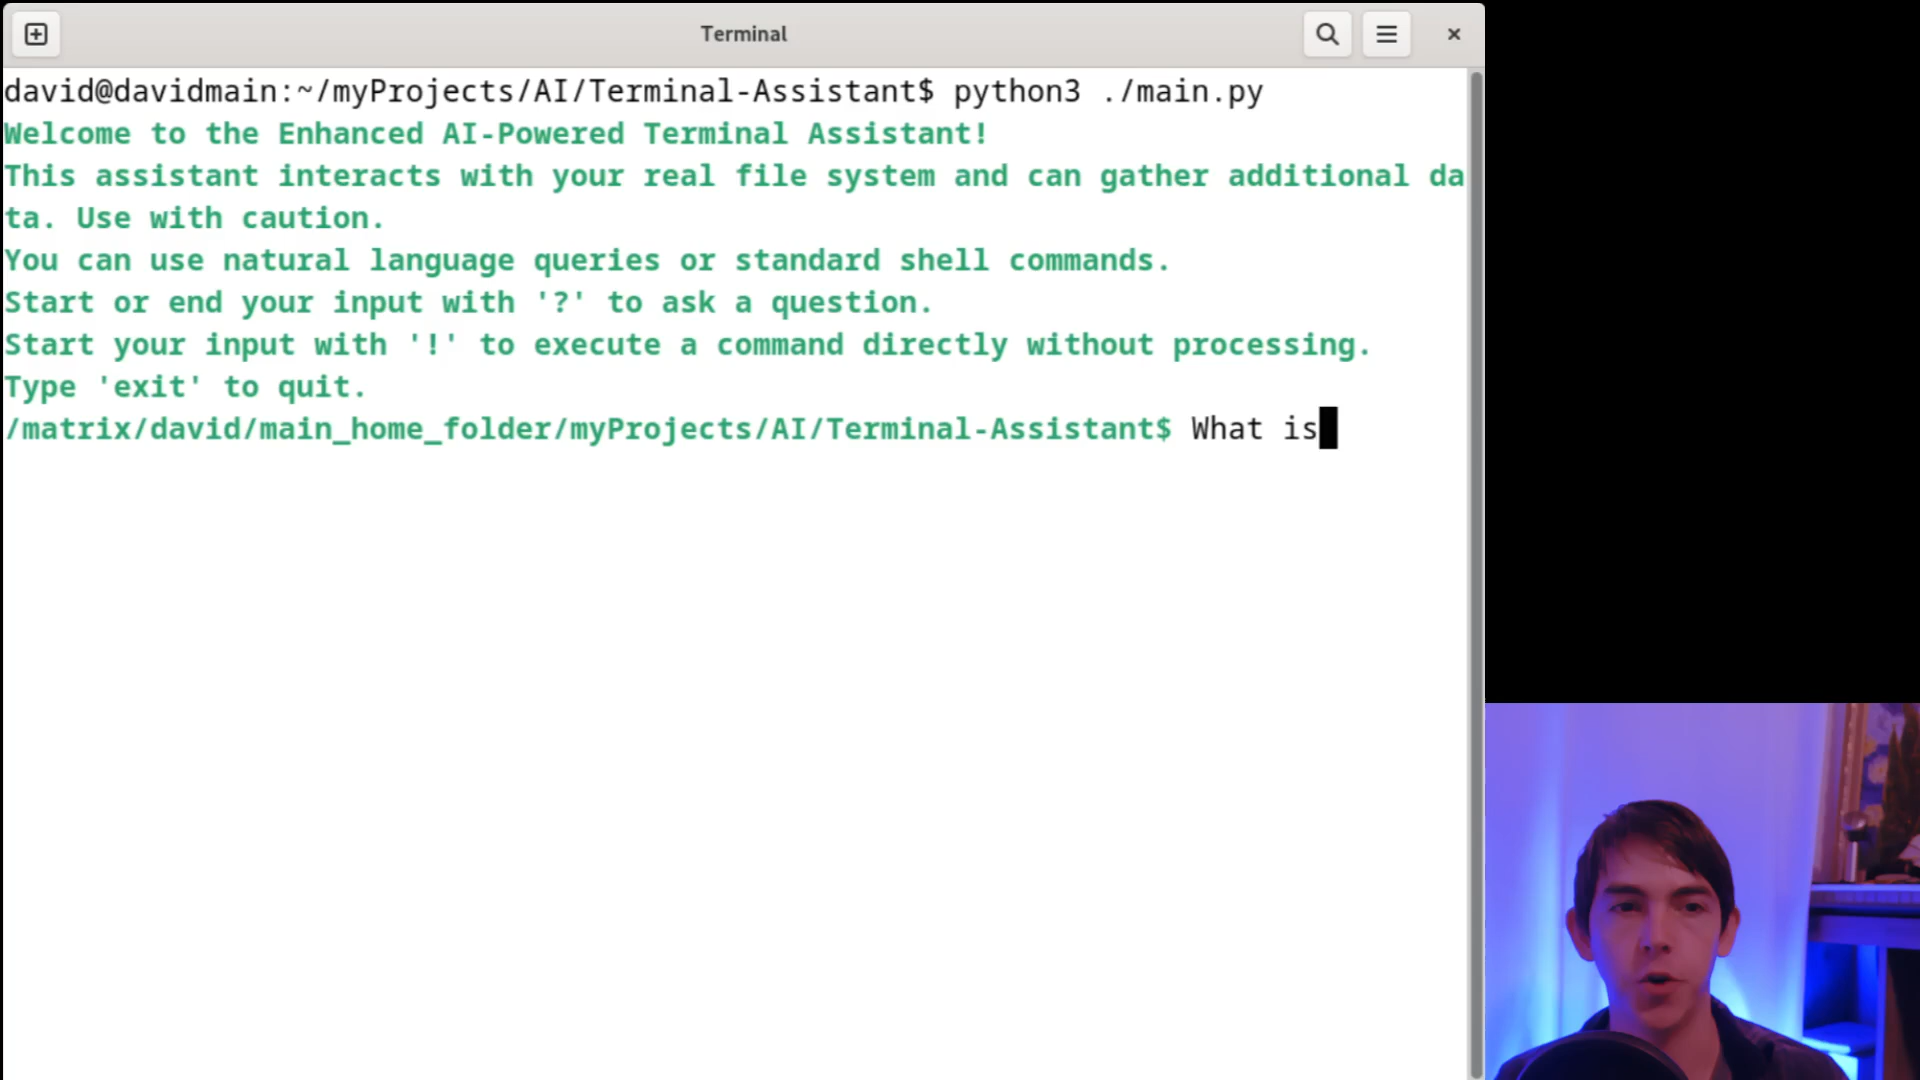 Terminal
david@davidmain:~/myProjects/AI/Terminal-Assistant$ python3 ./main.py
Welcome to the Enhanced AI-Powered Terminal Assistant!
This assistant interacts with your real file system and can gather additional da
ta. Use with caution.
You can use natural language queries or standard shell commands.
Start or end your input with '?' to ask a question.
Start your input with '!' to execute a command directly without processing.
Type 'exit' to quit.
/matrix/david/main_home_folder/myProjects/AI/Terminal-Assistant$ What is